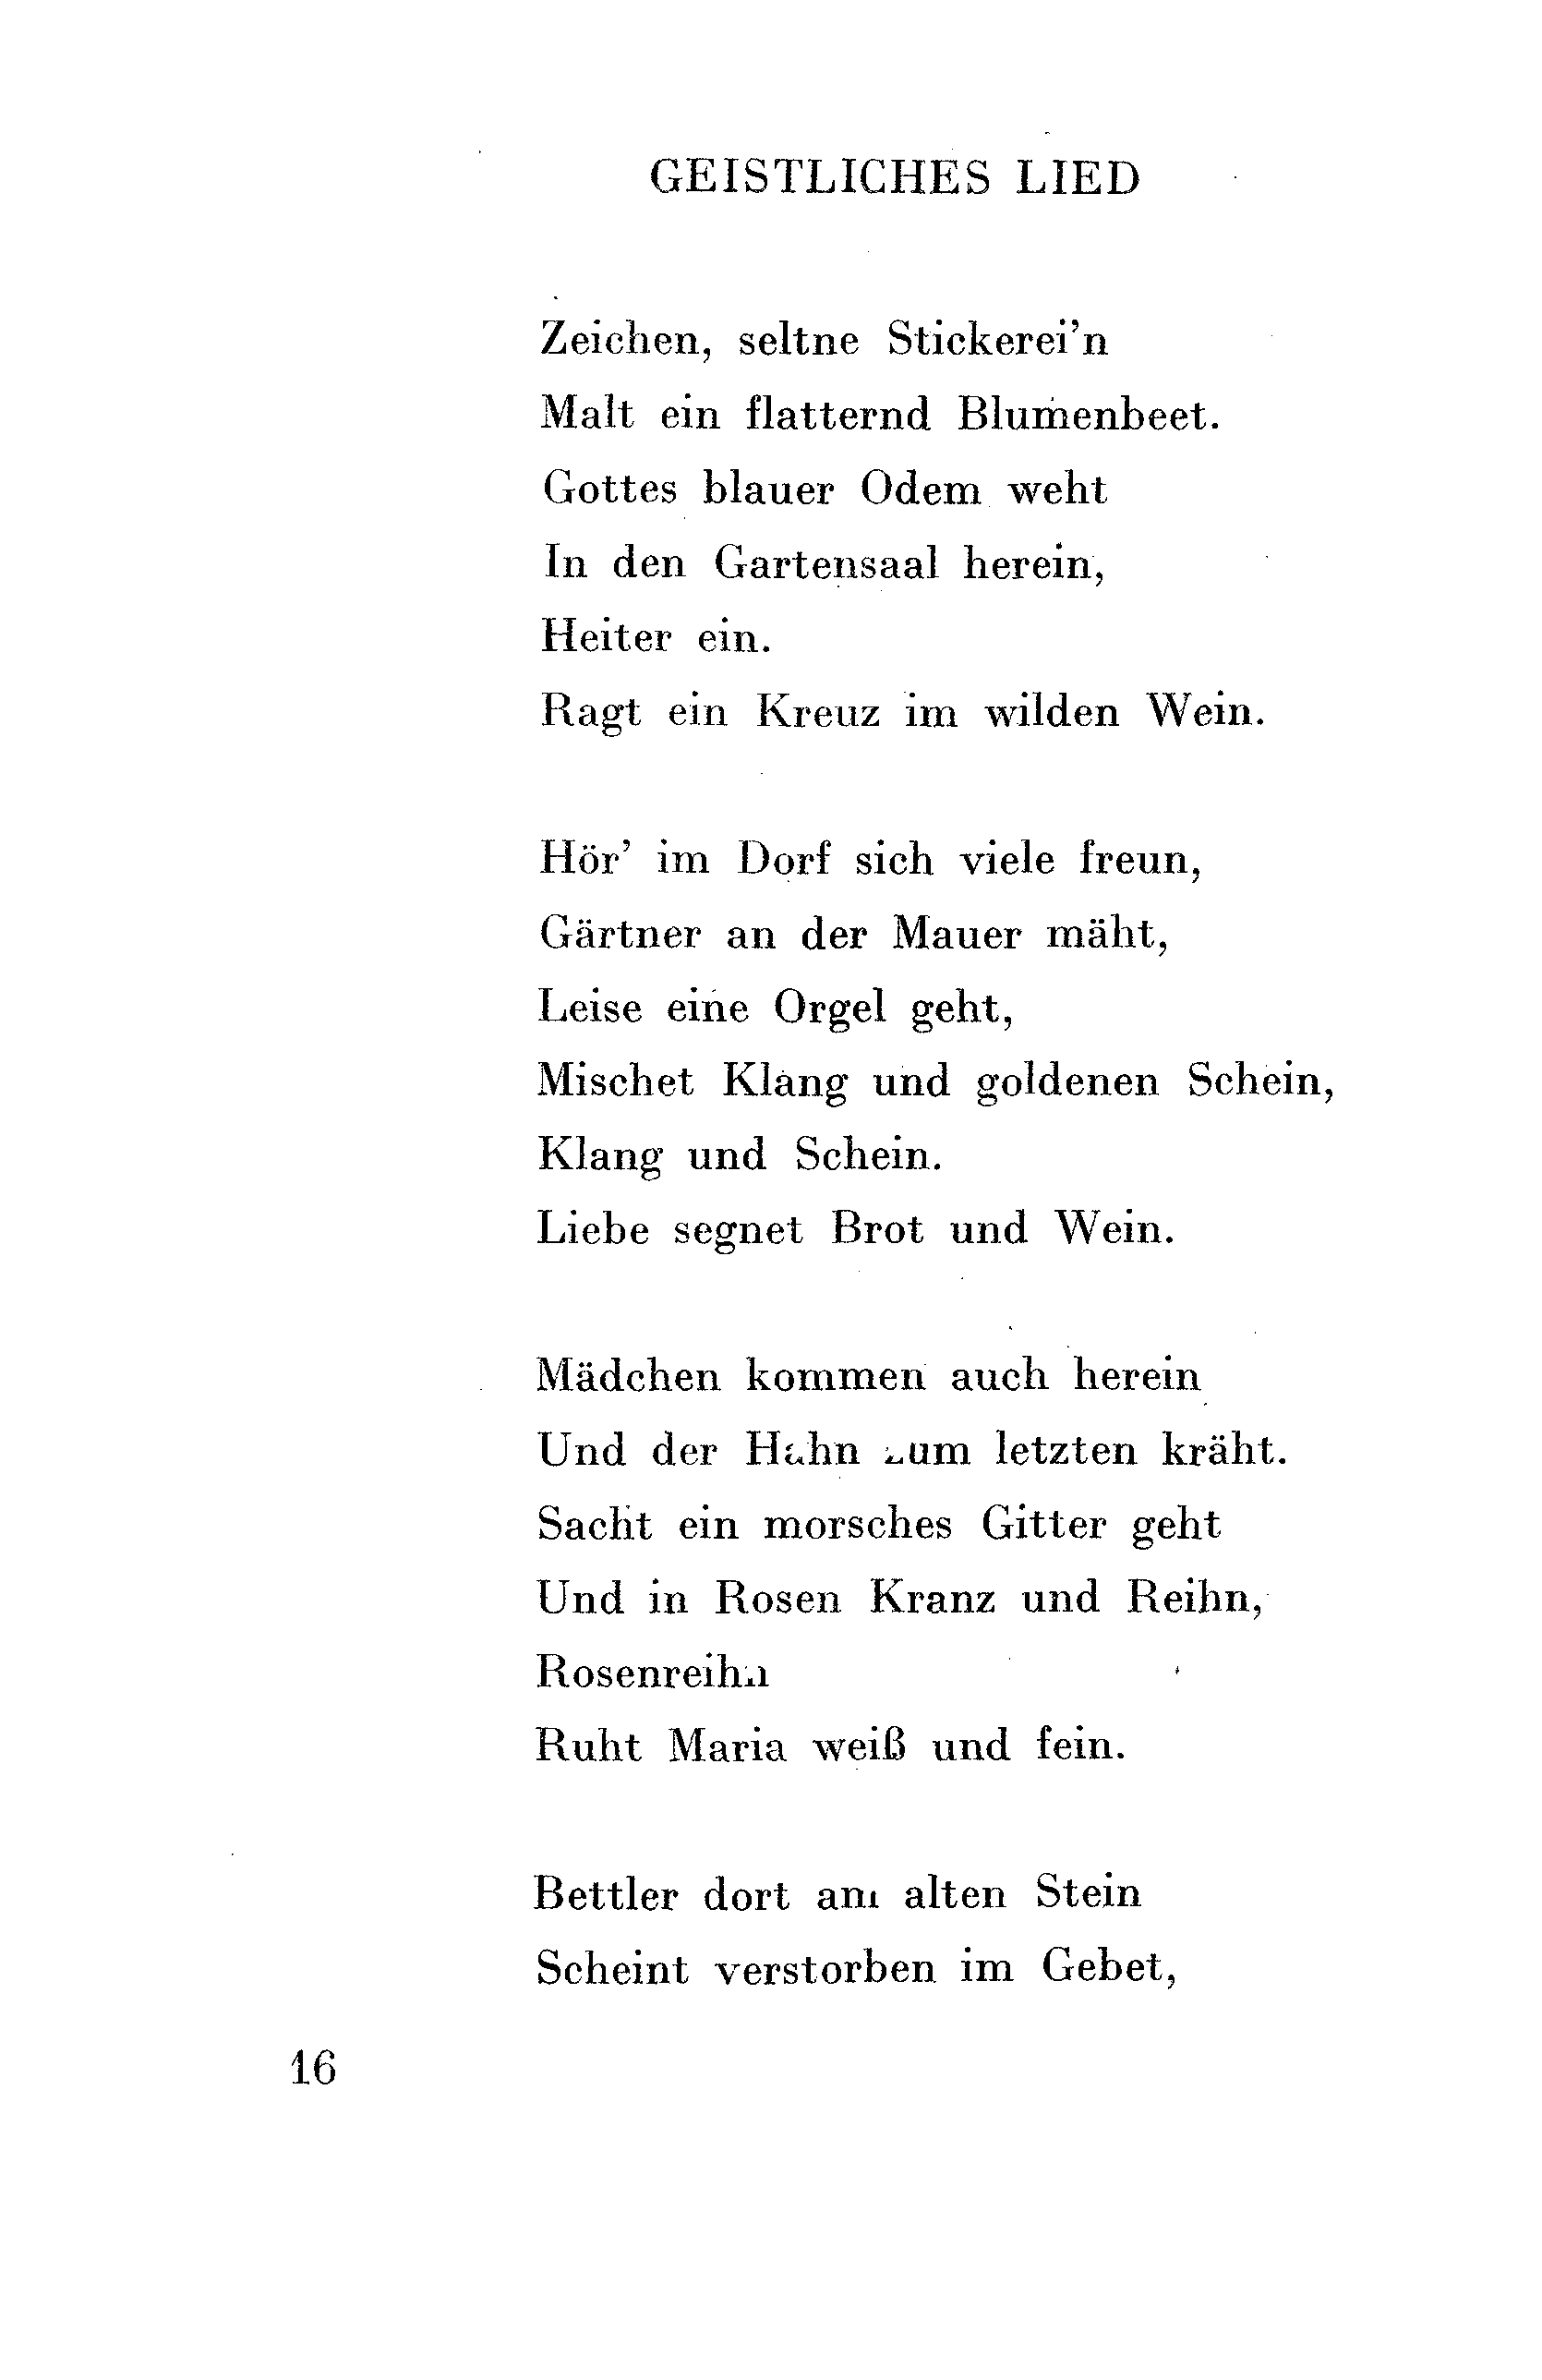 GEISTLICHES LIED
Zeichen, seltne Stickerei'n
Malt ein flatternd Blumenbeet.
Gottes blauer Odem weht
In den Gartensaal herein,
Heiter ein.
Ragt ein Kreuz im wilden Wein.
Hör' im Dorf sich viele freun,
Gärtner an der Mauer mäht,
Leise eine Orgel geht,
Mischet Klang und goldenen Schein,
Klang und Schein.
Liebe segnet Brot und Wein.
Mädchen kommen auch herein
Und der Hahn zum letzten kräht.
Sacht ein morsches Gitter geht
Und in Rosen Kranz und Reihn,
Rosenreihn
Ruht Maria weiß und fein.
Bettler dort am alten Stein
Scheint verstorben im Gebet,
16